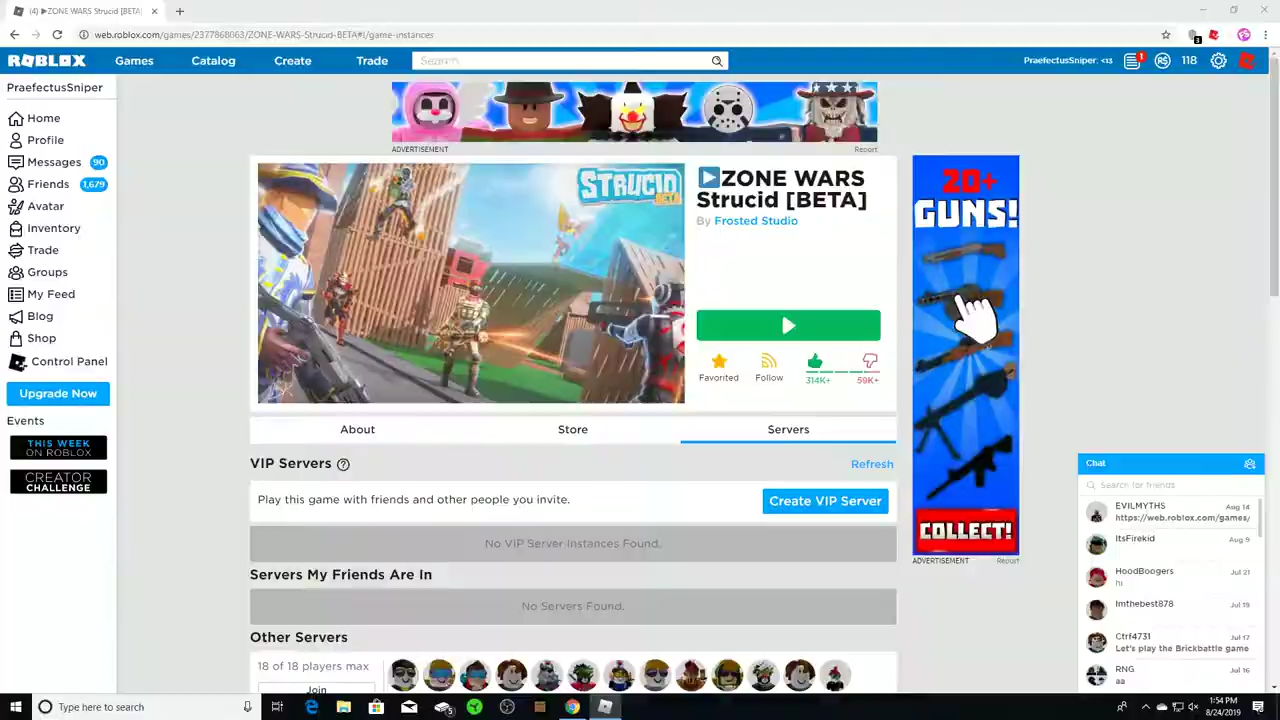 (4) ▶ZONE WARS Strucid [BETA]
web.roblox.com/games/2377868063/ZONE-WARS-Strucid-BETA#!/game-instances
3
ROBLOX
Games
Catalog
Create
Trade
Search
PraefectusSniper: <13
1
118
PraefectusSniper
Home
Profile
Messages 90
Friends 1,679
Avatar
Inventory
Trade
Groups
My Feed
Blog
Shop
Control Panel
Upgrade Now
Events
THIS WEEK
ON ROBLOX
CREATOR
CHALLENGE
ADVERTISEMENT
Report
STRUCID
BETA
▶ZONE WARS
Strucid [BETA]
By Frosted Studio
Favorited
Follow
314K+
59K+
About
Store
Servers
VIP Servers
Refresh
Play this game with friends and other people you invite.
Create VIP Server
No VIP Server Instances Found.
Servers My Friends Are In
No Servers Found.
Other Servers
18 of 18 players max
Join
20+
GUNS!
COLLECT!
ADVERTISEMENT
Report
Chat
Search for friends
EVILMYTHS
Aug 14
https://web.roblox.com/games/
ItsFirekid
Aug 9
HoodBoogers
Jul 21
hi
Imthebest878
Jul 19
Ctrf4731
Jul 17
Let's play the Brickbattle game
RNG
Jul 16
aa
Type here to search
1:54 PM
8/24/2019